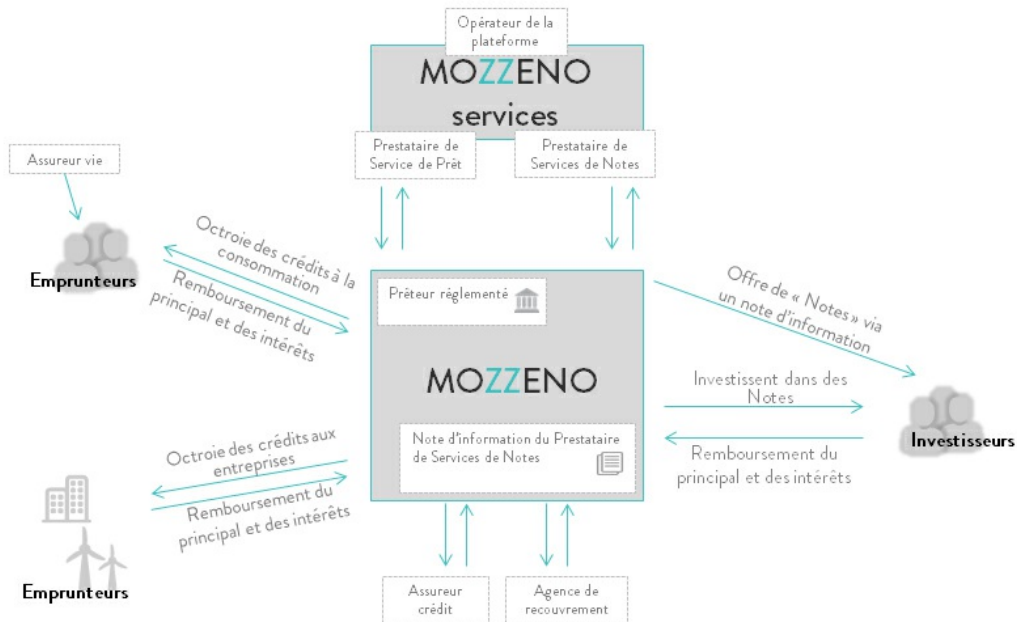 Opérateur de la
plateforme
MOZZENO
services
Prestataire de
Service de Prêt
Prestataire de
Services de Notes
Assureur vie
Emprunteurs
Octroie des crédits à la
consommation
Remboursement du
principal et des intérêts
Prêteur réglementé
MOZZENO
Note d'information du Prestataire
de Services de Notes
Offre de « Notes » via
un note d'information
Investissent dans des
Notes
Remboursement du
principal et des intérêts
Investisseurs
Octroie des crédits aux
entreprises
Remboursement du
principal et des intérêts
Emprunteurs
Assureur
crédit
Agence de
recouvrement